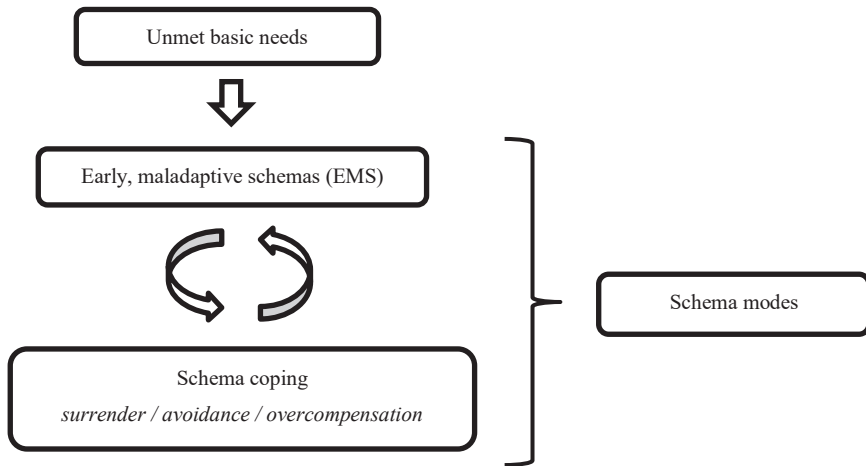 Unmet basic needs
Early, maladaptive schemas (EMS)
Schema modes
Schema coping
surrender / avoidance / overcompensation